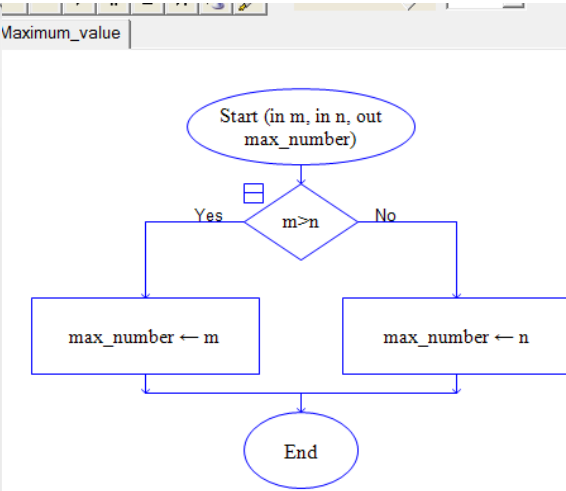 Maximum_value
Start (in m, in n, out
max_number)
Yes
m>n
No
max_number ← m
max_number ← n
End